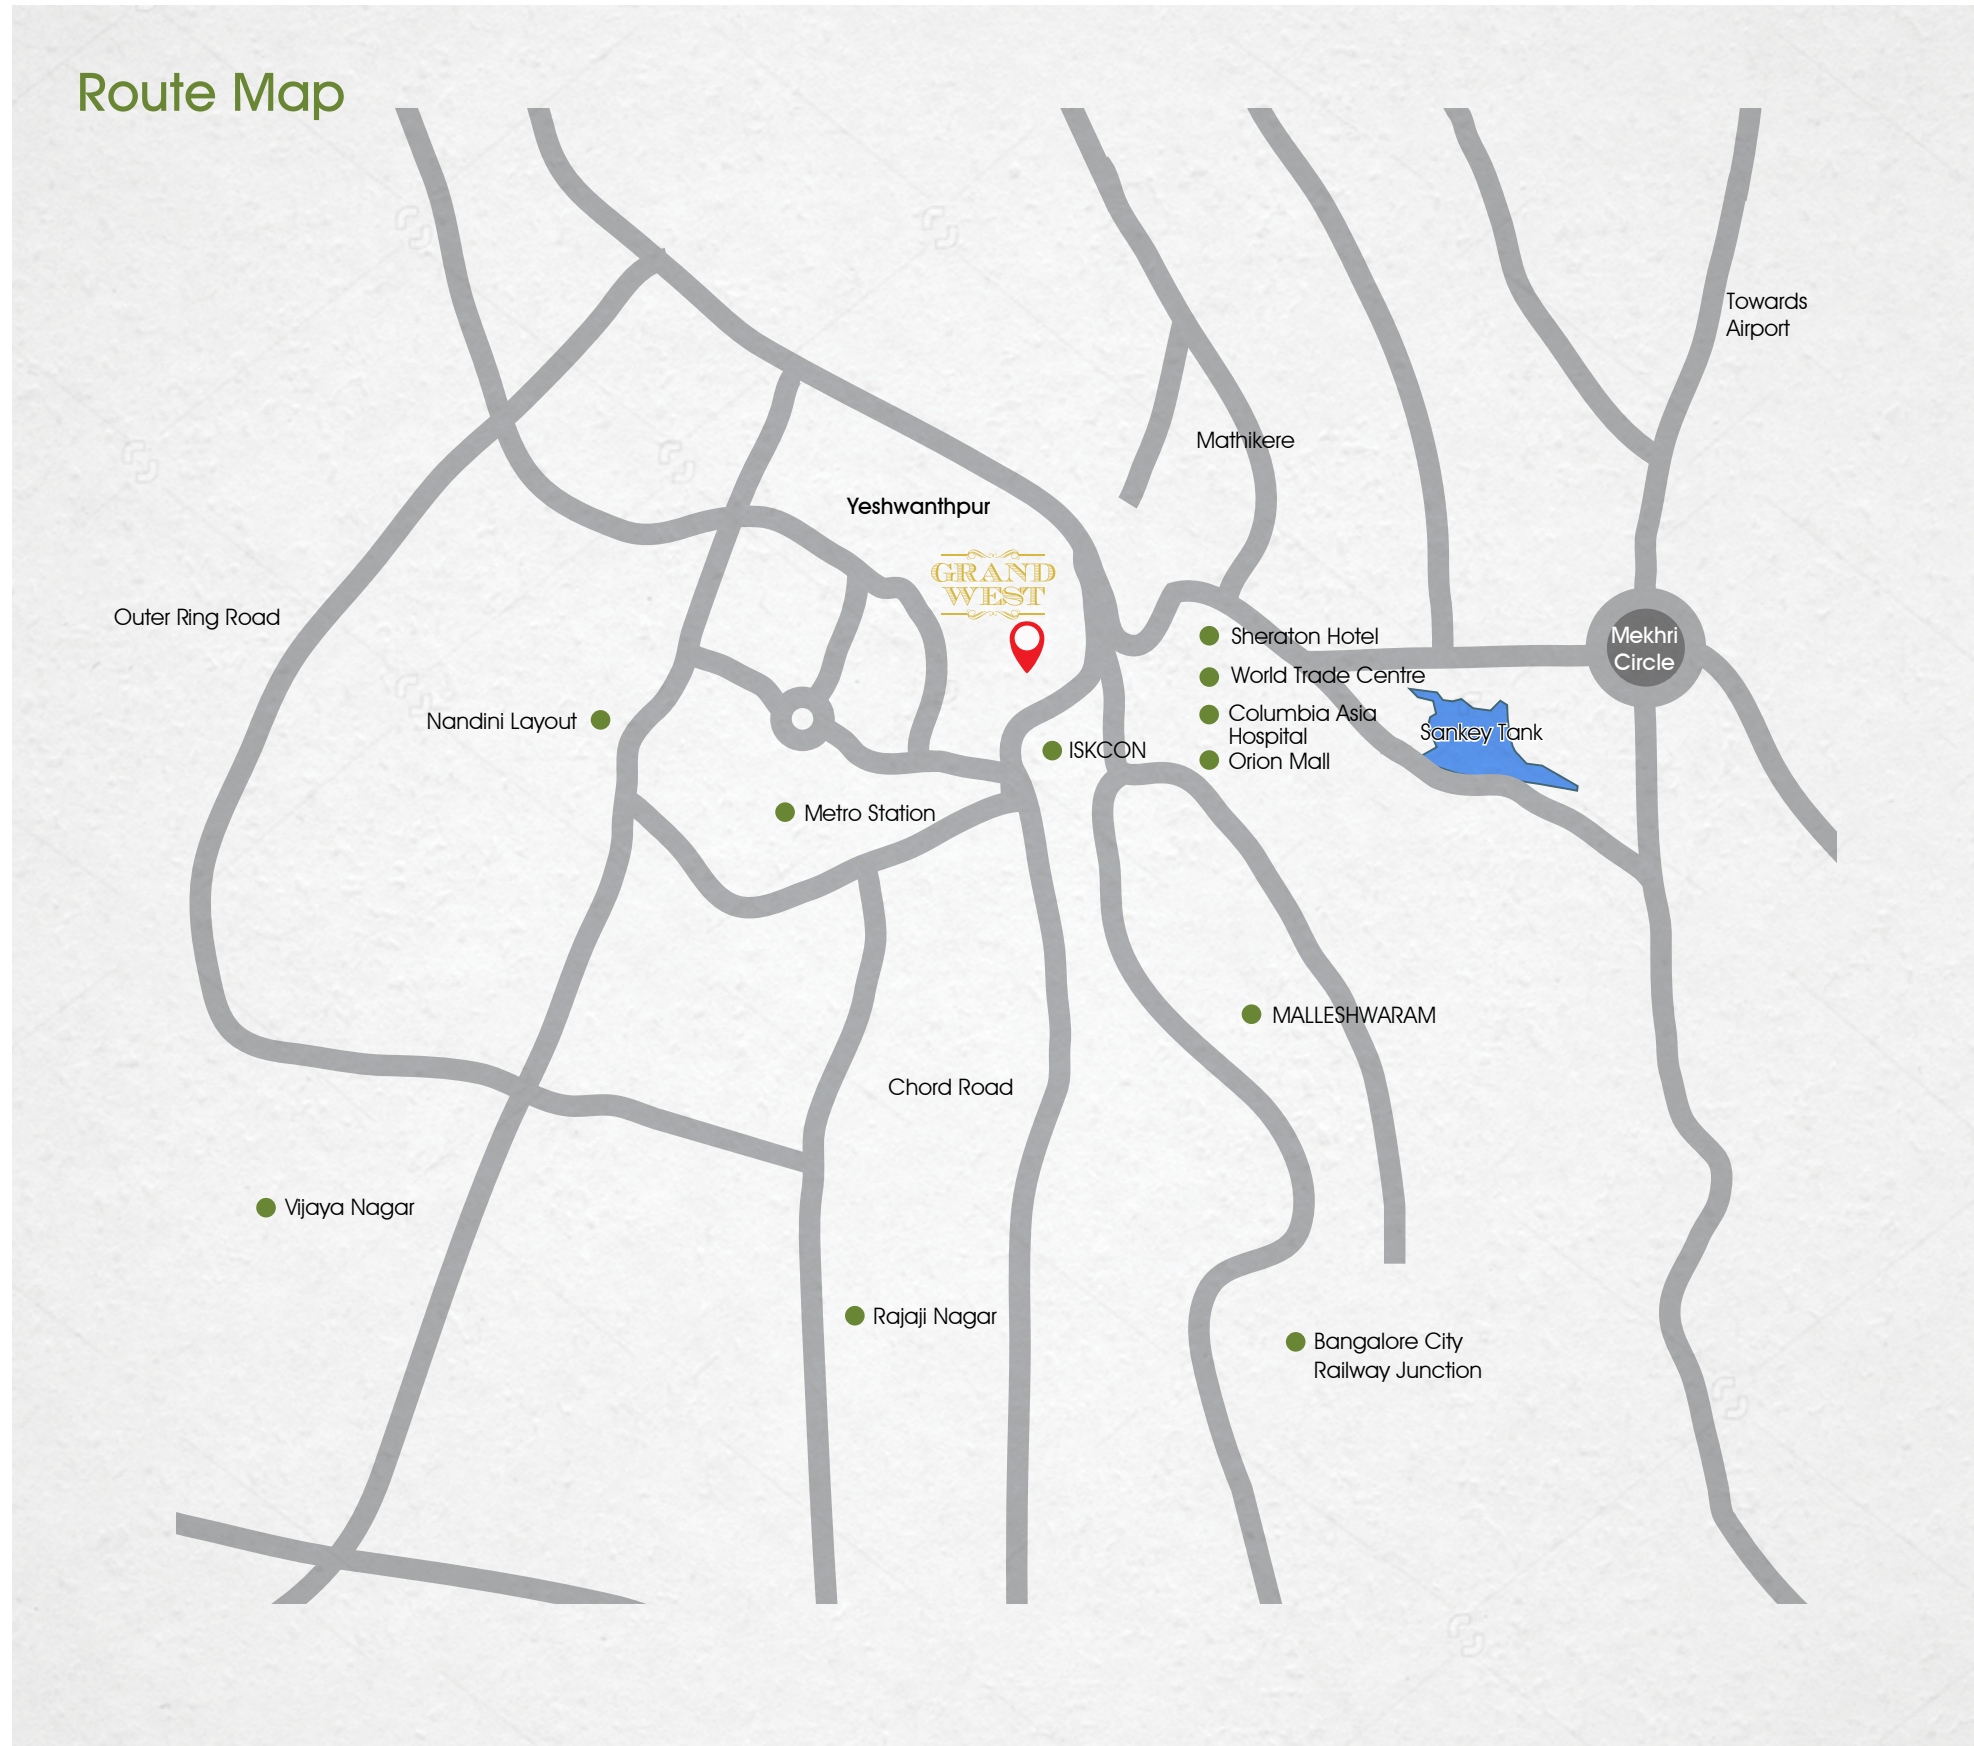 Route Map
Towards
Airport
Mathikere
Yeshwanthpur
GRAND
WEST
Outer Ring Road
Sheraton Hotel
Mekhri
Circle
World Trade Centre
Nandini Layout
Columbia Asia
Hospital
Sankey Tank
ISKCON
Orion Mall
Metro Station
MALLESHWARAM
Chord Road
Vijaya Nagar
Rajaji Nagar
Bangalore City
Railway Junction